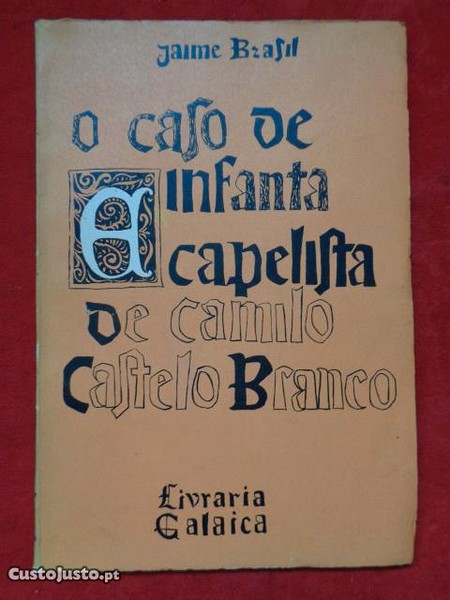 Jaime Brasil
O caso de
A infanta
capelista
de camilo
Castelo Branco
Livraria
Galaica
CustoJusto.pt